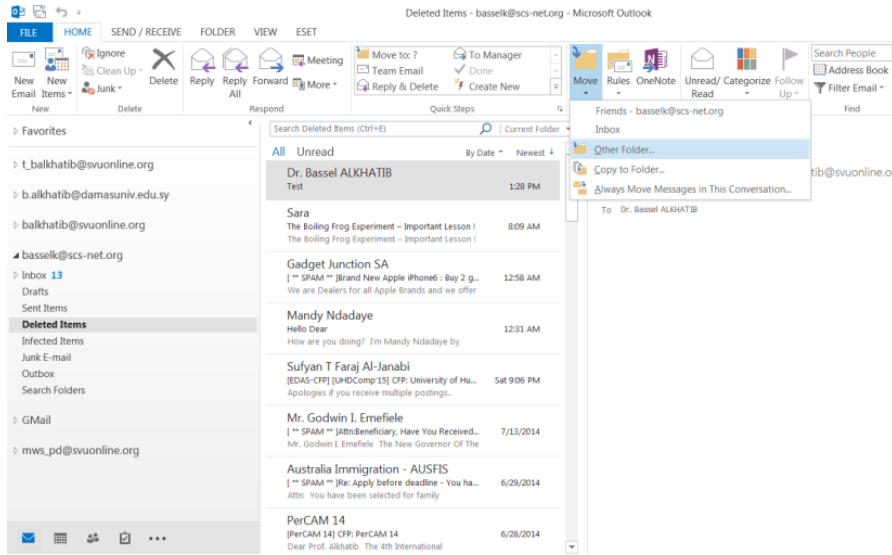 Deleted Items - basselk@scs-net.org - Microsoft Outlook
FILE HOME SEND / RECEIVE FOLDER VIEW ESET
New Email
New Items
Ignore
Clean Up
Junk
Delete
Reply
Reply All
Forward
Meeting
More
Move to: ?
Team Email
Reply & Delete
To Manager
Done
Create New
Move
Rules
OneNote
Unread/ Read
Categorize
Follow Up
Search People
Address Book
Filter Email
New Delete Respond Quick Steps Find
Friends - basselk@scs-net.org
Inbox
Other Folder...
Copy to Folder...
Always Move Messages in This Conversation...
Favorites
t_balkhatib@svuonline.org
b.alkhatib@damasuniv.edu.sy
balkhatib@svuonline.org
basselk@scs-net.org
Inbox 13
Drafts
Sent Items
Deleted Items
Infected Items
Junk E-mail
Outbox
Search Folders
GMail
mws_pd@svuonline.org
Search Deleted Items (Ctrl+E) Current Folder
All Unread By Date Newest ↓
Dr. Bassel ALKHATIB
Test 1:28 PM
Sara
The Boiling Frog Experiment – Important Lesson ! 8:09 AM
The Boiling Frog Experiment – Important Lesson !
Gadget Junction SA
[ ** SPAM ** ]Brand New Apple iPhone6 : Buy 2 g... 12:58 AM
We are Dealers for all Apple Brands and we offer
Mandy Ndadaye
Hello Dear 12:31 AM
How are you doing? I'm Mandy Ndadaye by
Sufyan T Faraj Al-Janabi
[EDAS-CFP] [UHDComp'15] CFP: University of Hu... Sat 9:06 PM
Apologies if you receive multiple postings..
Mr. Godwin I. Emefiele
[ ** SPAM ** ]Attn:Beneficiary, Have You Received... 7/13/2014
Mr. Godwin I. Emefiele The New Governor Of The
Australia Immigration - AUSFIS
[ ** SPAM ** ]Re: Apply before deadline - You ha... 6/29/2014
Attn: You have been selected for family
PerCAM 14
[PerCAM 14] CFP: PerCAM 14 6/28/2014
Dear Prof. Alkhatib The 4th International
tib@svuonline.o
To Dr. Bassel ALKHATIB